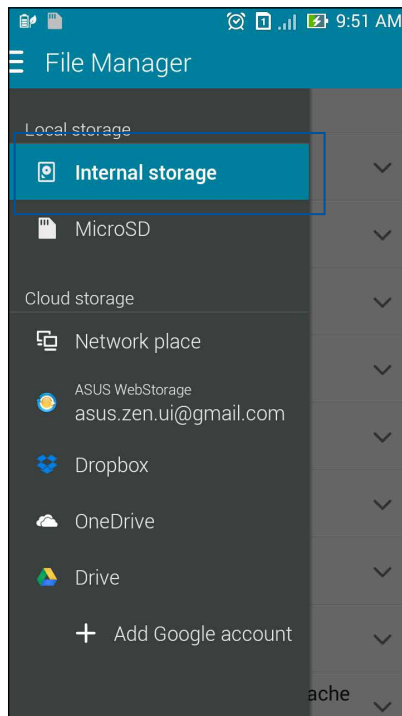 1 9:51 AM
File Manager
Local storage
Internal storage
MicroSD
Cloud storage
Network place
ASUS WebStorage
asus.zen.ui@gmail.com
Dropbox
OneDrive
Drive
+ Add Google account
ache